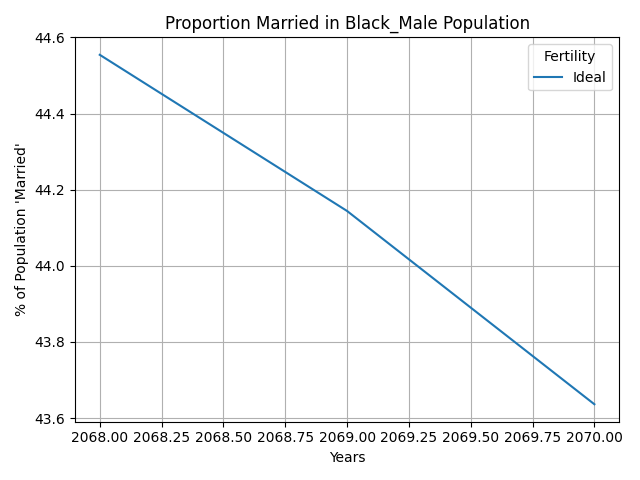 Proportion Married in Black_Male Population
44.6
44.4
44.2
44.0
43.8
43.6
% of Population 'Married'
Fertility
Ideal
2068.00 2068.25 2068.50 2068.75 2069.00 2069.25 2069.50 2069.75 2070.00
Years